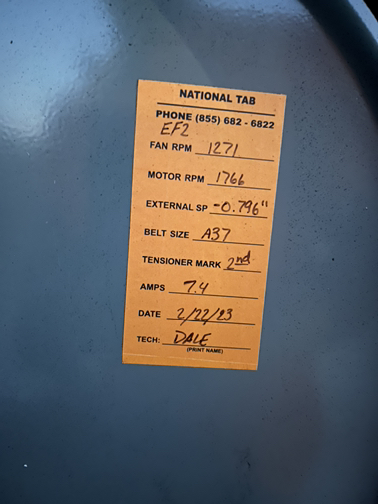 NATIONAL TAB
PHONE (855) 682 - 6822
EF2
FAN RPM 1271
MOTOR RPM 1766
EXTERNAL SP -0.796"
BELT SIZE A37
TENSIONER MARK 2nd
AMPS 7.4
DATE 2/22/23
TECH: DALE
(PRINT NAME)